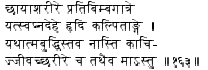 छायाशरीरे प्रतिबिम्बगात्रे
यत्स्वप्नदेहे हृदि कल्पिताङ्गे ।
यथात्मबुद्धिस्तव नास्ति काचि-
ज्जीवच्छरीरे च तथैव माऽस्तु ॥१६३॥